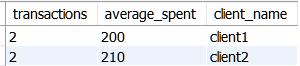 transactions average_spent client_name
2 200 client1
2 210 client2